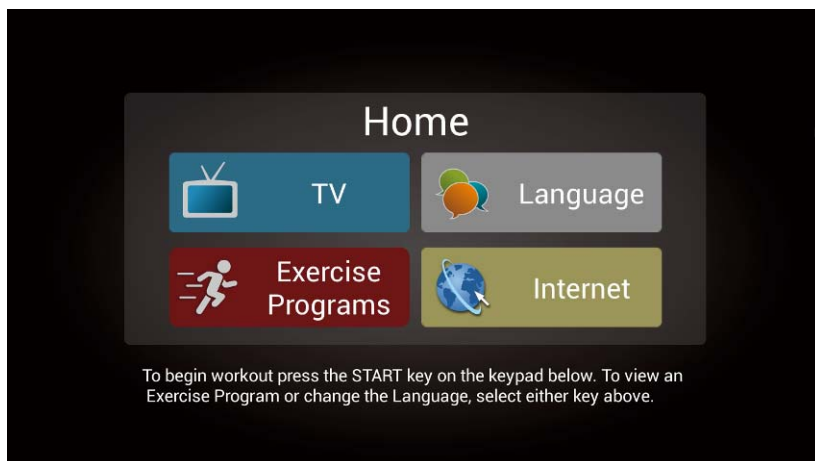 Home
TV
Language
Exercise
Programs
Internet
To begin workout press the START key on the keypad below. To view an
Exercise Program or change the Language, select either key above.